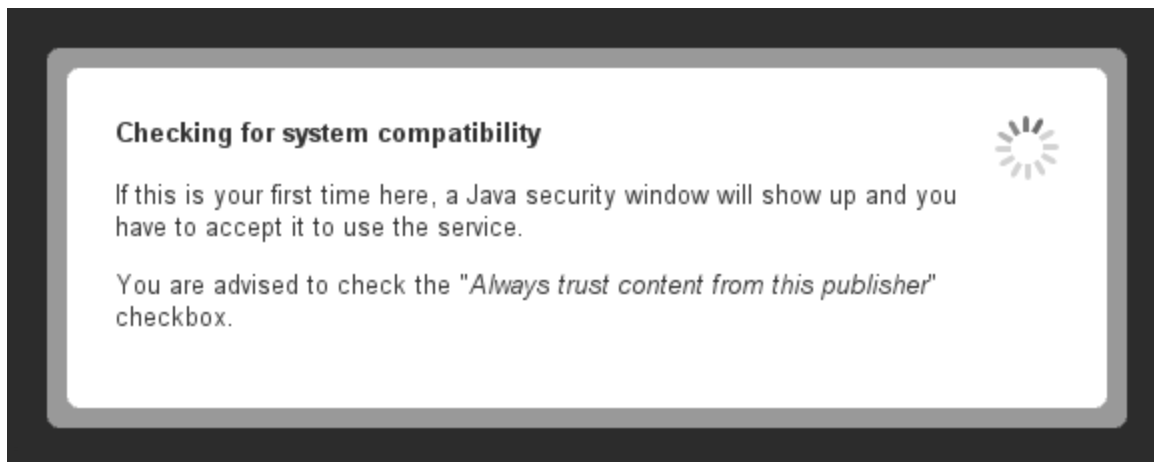 Checking for system compatibility
If this is your first time here, a Java security window will show up and you
have to accept it to use the service.
You are advised to check the "Always trust content from this publisher"
checkbox.